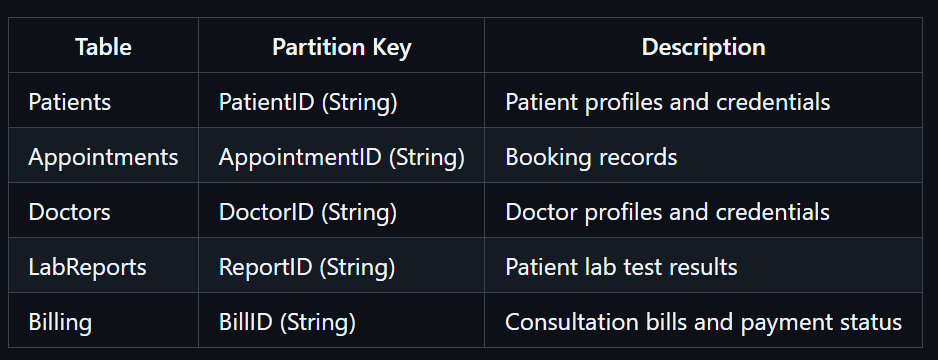 Table Partition Key Description
Patients PatientID (String) Patient profiles and credentials
Appointments AppointmentID (String) Booking records
Doctors DoctorID (String) Doctor profiles and credentials
LabReports ReportID (String) Patient lab test results
Billing BillID (String) Consultation bills and payment status